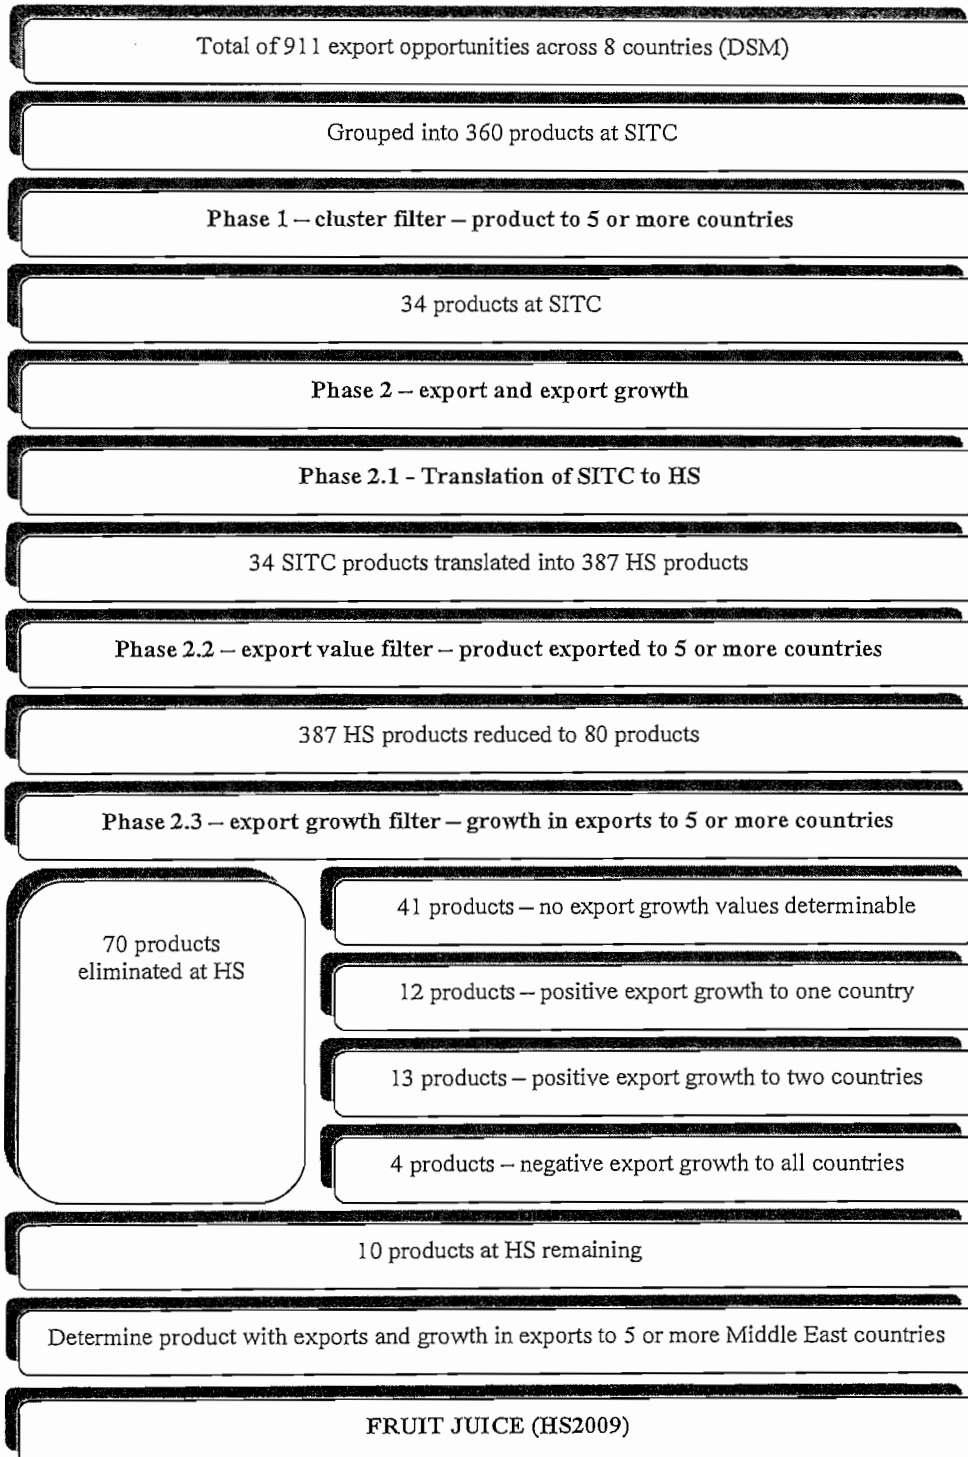 Total of 911 export opportunities across 8 countries (DSM)
Grouped into 360 products at SITC
Phase 1 – cluster filter – product to 5 or more countries
34 products at SITC
Phase 2 – export and export growth
Phase 2.1 - Translation of SITC to HS
34 SITC products translated into 387 HS products
Phase 2.2 – export value filter – product exported to 5 or more countries
387 HS products reduced to 80 products
Phase 2.3 – export growth filter – growth in exports to 5 or more countries
70 products
eliminated at HS
41 products – no export growth values determinable
12 products – positive export growth to one country
13 products – positive export growth to two countries
4 products – negative export growth to all countries
10 products at HS remaining
Determine product with exports and growth in exports to 5 or more Middle East countries
FRUIT JUICE (HS2009)